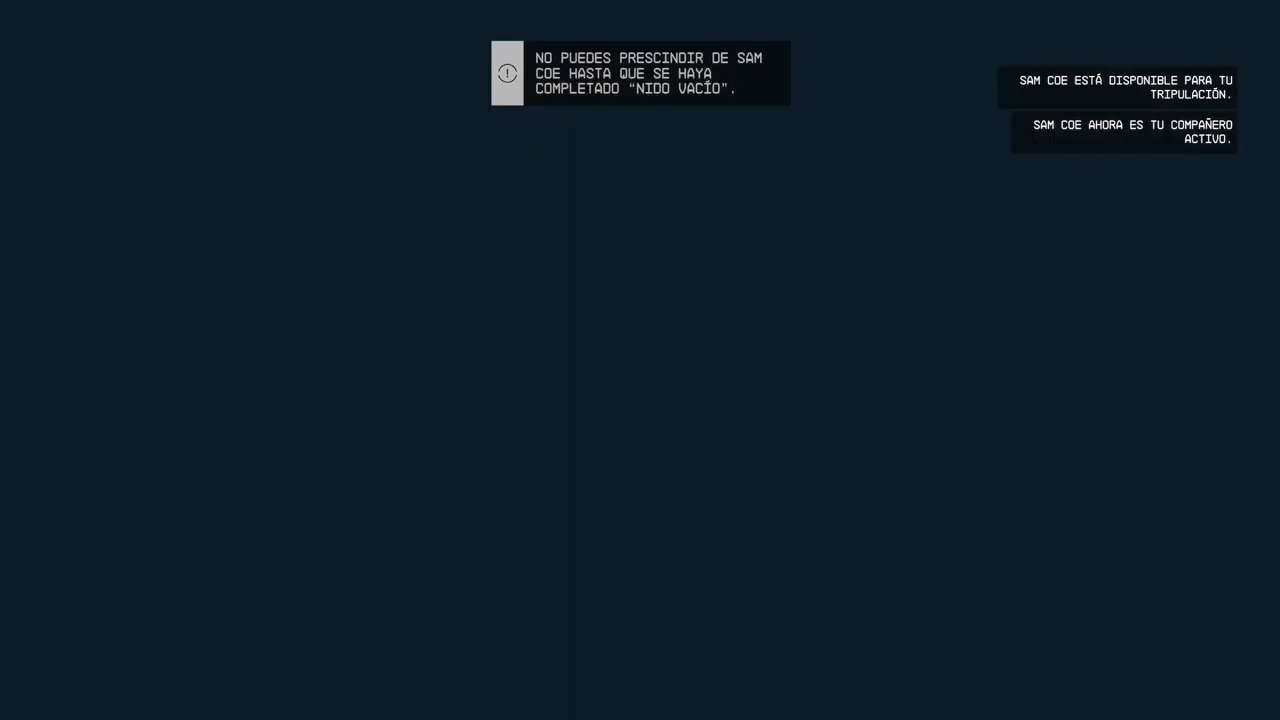 NO PUEDES PRESCINDIR DE SAM
COE HASTA QUE SE HAYA
COMPLETADO "NIDO VACÍO".
SAM COE ESTÁ DISPONIBLE PARA TU
TRIPULACIÓN.
SAM COE AHORA ES TU COMPAÑERO
ACTIVO.